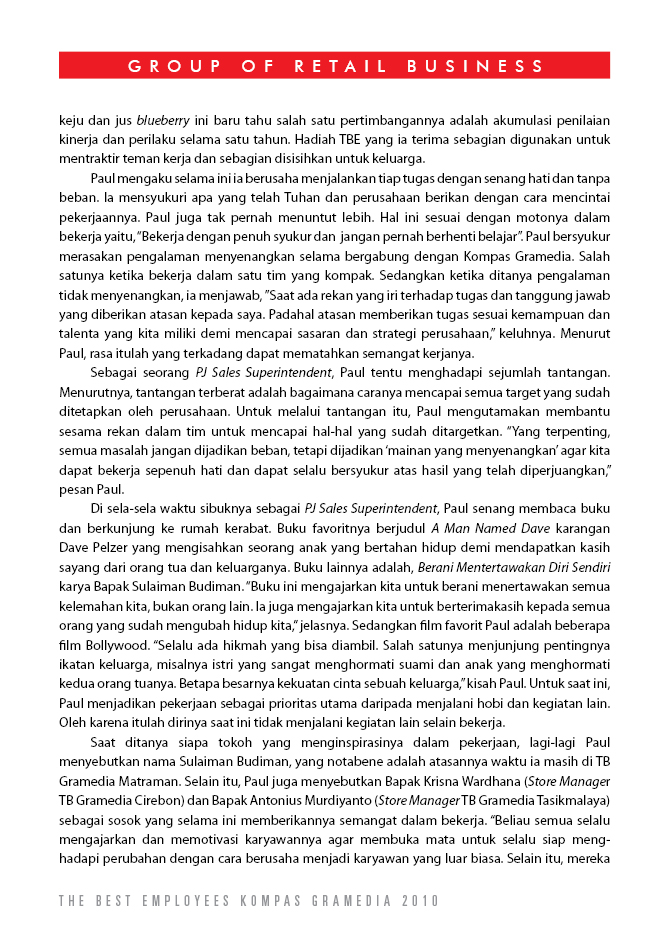 GROUP OF RETAIL BUSINESS
keju dan jus blueberry ini baru tahu salah satu pertimbangannya adalah akumulasi penilaian
kinerja dan perilaku selama satu tahun. Hadiah TBE yang ia terima sebagian digunakan untuk
mentraktir teman kerja dan sebagian disisihkan untuk keluarga.
Paul mengaku selama ini ia berusaha menjalankan tiap tugas dengan senang hati dan tanpa
beban. Ia mensyukuri apa yang telah Tuhan dan perusahaan berikan dengan cara mencintai
pekerjaannya. Paul juga tak pernah menuntut lebih. Hal ini sesuai dengan motonya dalam
bekerja yaitu, “Bekerja dengan penuh syukur dan jangan pernah berhenti belajar”. Paul bersyukur
merasakan pengalaman menyenangkan selama bergabung dengan Kompas Gramedia. Salah
satunya ketika bekerja dalam satu tim yang kompak. Sedangkan ketika ditanya pengalaman
tidak menyenangkan, ia menjawab, ”Saat ada rekan yang iri terhadap tugas dan tanggung jawab
yang diberikan atasan kepada saya. Padahal atasan memberikan tugas sesuai kemampuan dan
talenta yang kita miliki demi mencapai sasaran dan strategi perusahaan,” keluhnya. Menurut
Paul, rasa itulah yang terkadang dapat mematahkan semangat kerjanya.
Sebagai seorang PJ Sales Superintendent, Paul tentu menghadapi sejumlah tantangan.
Menurutnya, tantangan terberat adalah bagaimana caranya mencapai semua target yang sudah
ditetapkan oleh perusahaan. Untuk melalui tantangan itu, Paul mengutamakan membantu
sesama rekan dalam tim untuk mencapai hal-hal yang sudah ditargetkan. “Yang terpenting,
semua masalah jangan dijadikan beban, tetapi dijadikan ‘mainan yang menyenangkan’ agar kita
dapat bekerja sepenuh hati dan dapat selalu bersyukur atas hasil yang telah diperjuangkan,”
pesan Paul.
Di sela-sela waktu sibuknya sebagai PJ Sales Superintendent, Paul senang membaca buku
dan berkunjung ke rumah kerabat. Buku favoritnya berjudul A Man Named Dave karangan
Dave Pelzer yang mengisahkan seorang anak yang bertahan hidup demi mendapatkan kasih
sayang dari orang tua dan keluarganya. Buku lainnya adalah, Berani Mentertawakan Diri Sendiri
karya Bapak Sulaiman Budiman. “Buku ini mengajarkan kita untuk berani menertawakan semua
kelemahan kita, bukan orang lain. Ia juga mengajarkan kita untuk berterimakasih kepada semua
orang yang sudah mengubah hidup kita,” jelasnya. Sedangkan film favorit Paul adalah beberapa
film Bollywood. “Selalu ada hikmah yang bisa diambil. Salah satunya menjunjung pentingnya
ikatan keluarga, misalnya istri yang sangat menghormati suami dan anak yang menghormati
kedua orang tuanya. Betapa besarnya kekuatan cinta sebuah keluarga,” kisah Paul. Untuk saat ini,
Paul menjadikan pekerjaan sebagai prioritas utama daripada menjalani hobi dan kegiatan lain.
Oleh karena itulah dirinya saat ini tidak menjalani kegiatan lain selain bekerja.
Saat ditanya siapa tokoh yang menginspirasinya dalam pekerjaan, lagi-lagi Paul
menyebutkan nama Sulaiman Budiman, yang notabene adalah atasannya waktu ia masih di TB
Gramedia Matraman. Selain itu, Paul juga menyebutkan Bapak Krisna Wardhana (Store Manager
TB Gramedia Cirebon) dan Bapak Antonius Murdiyanto (Store Manager TB Gramedia Tasikmalaya)
sebagai sosok yang selama ini memberikannya semangat dalam bekerja. “Beliau semua selalu
mengajarkan dan memotivasi karyawannya agar membuka mata untuk selalu siap meng-
hadapi perubahan dengan cara berusaha menjadi karyawan yang luar biasa. Selain itu, mereka
THE BEST EMPLOYEES KOMPAS GRAMEDIA 2010